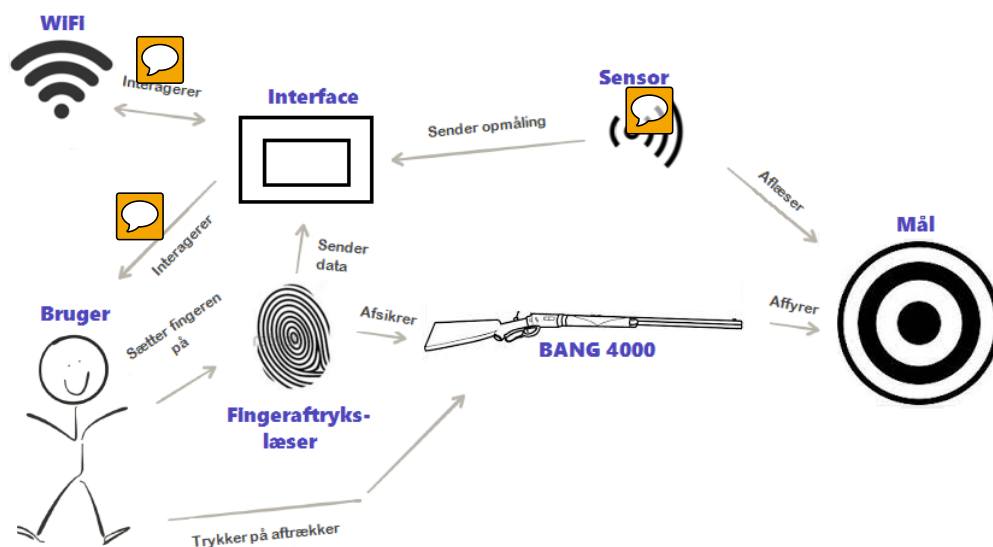 WIFI
Interagerer
Interface
Sensor
Sender opmåling
Aflæser
Mål
Interagerer
Sender
data
Bruger
Sætter fingeren
på
Afsikrer
Affyrer
BANG 4000
Fingeraftryks-
læser
Trykker på aftrækker